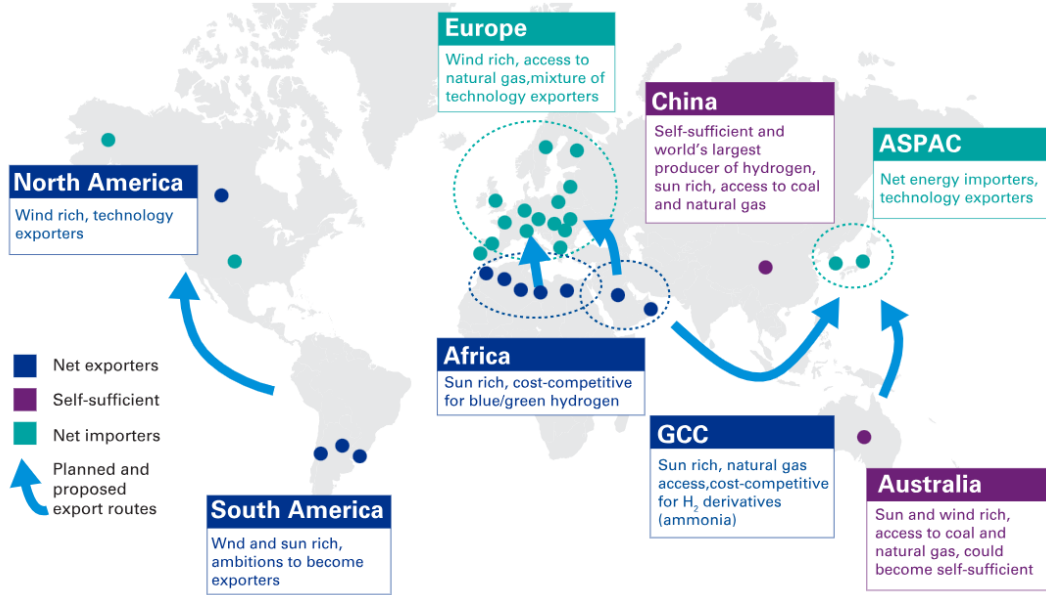 Europe
Wind rich, access to
natural gas,mixture of
technology exporters
China
Self-sufficient and
world's largest
producer of hydrogen,
sun rich, access to coal
and natural gas
ASPAC
Net energy importers,
technology exporters
North America
Wind rich, technology
exporters
Net exporters
Self-sufficient
Net importers
Planned and
proposed
export routes
Africa
Sun rich, cost-competitive
for blue/green hydrogen
GCC
Sun rich, natural gas
access,cost-competitive
for H₂ derivatives
(ammonia)
Australia
Sun and wind rich,
access to coal and
natural gas, could
become self-sufficient
South America
Wnd and sun rich,
ambitions to become
exporters